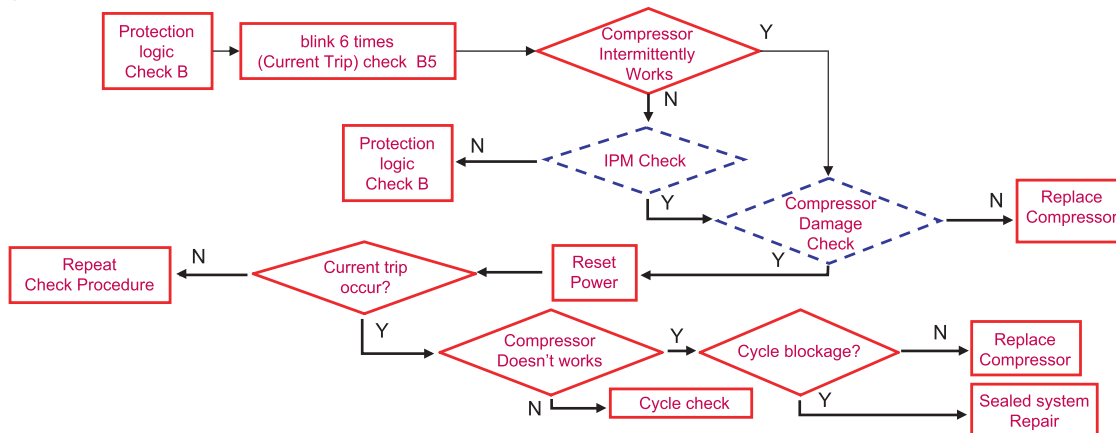 Protection
logic
Check B
blink 6 times
(Current Trip) check B5
Compressor
Intermittently
Works
Y
N
Protection
logic
Check B
N
IPM Check
Y
Compressor
Damage
Check
N
Replace
Compressor
Y
Repeat
Check Procedure
N
Current trip
occur?
Reset
Power
Y
Compressor
Doesn't works
Y
Cycle blockage?
N
Replace
Compressor
N
Cycle check
Y
Sealed system
Repair